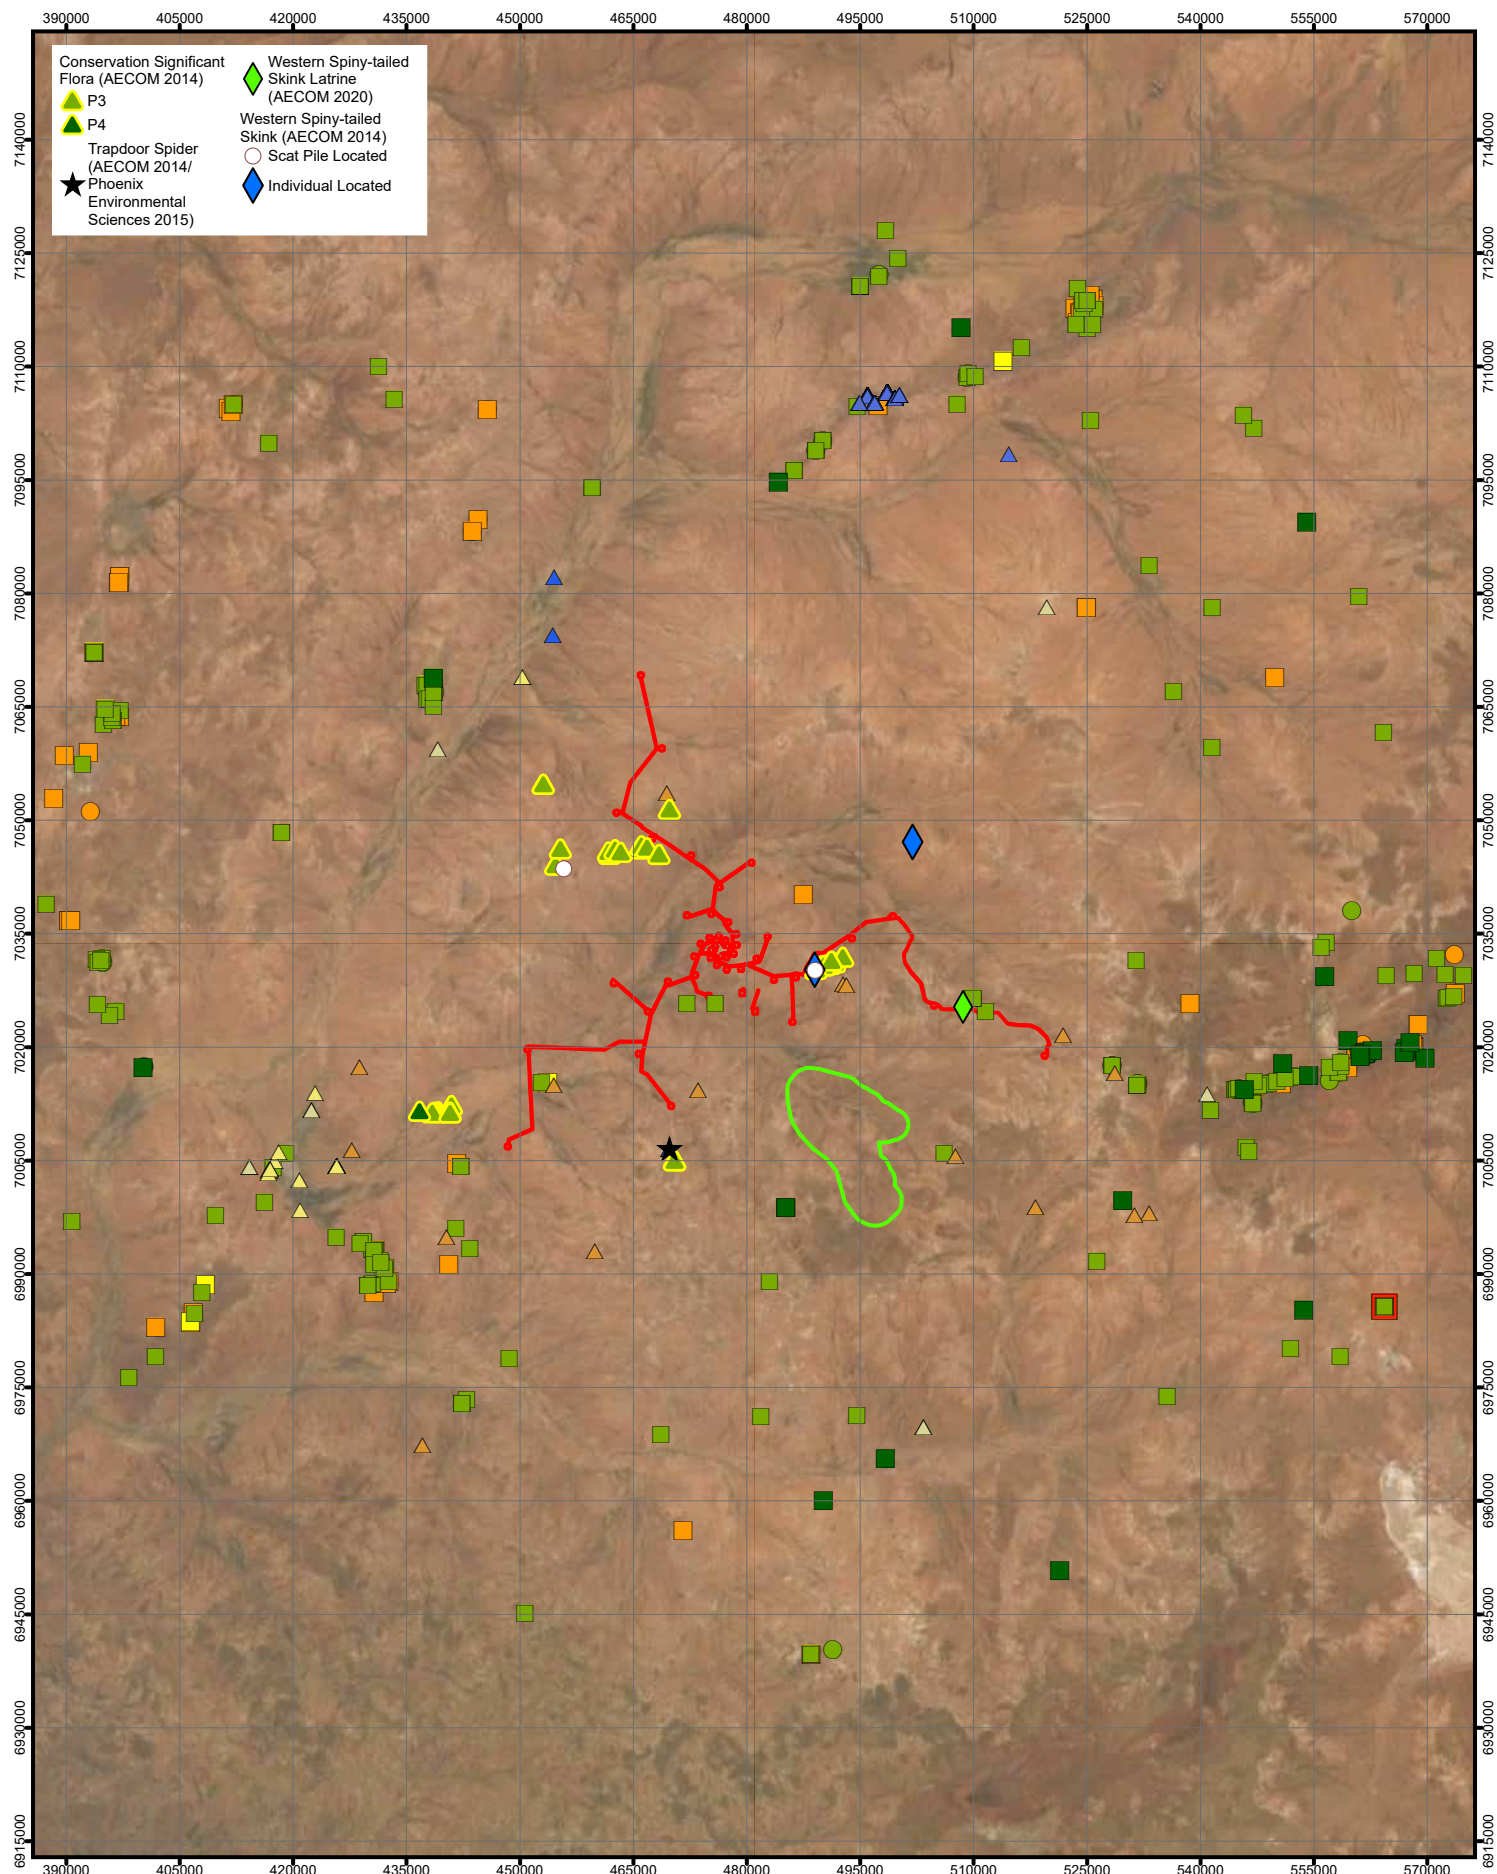 390000 405000 420000 435000 450000 465000 480000 495000 510000 525000 540000 555000 570000
Conservation Significant
Flora (AECOM 2014)
P3
P4
Trapdoor Spider
(AECOM 2014/
Phoenix
Environmental
Sciences 2015)
Western Spiny-tailed
Skink Latrine
(AECOM 2020)
Western Spiny-tailed
Skink (AECOM 2014)
Scat Pile Located
Individual Located
7140000 7140000
7125000 7125000
7110000 7110000
7095000 7095000
7080000 7080000
7065000 7065000
7050000 7050000
7035000 7035000
7020000 7020000
7005000 7005000
6990000 6990000
6975000 6975000
6960000 6960000
6945000 6945000
6930000 6930000
6915000 6915000
390000 405000 420000 435000 450000 465000 480000 495000 510000 525000 540000 555000 570000